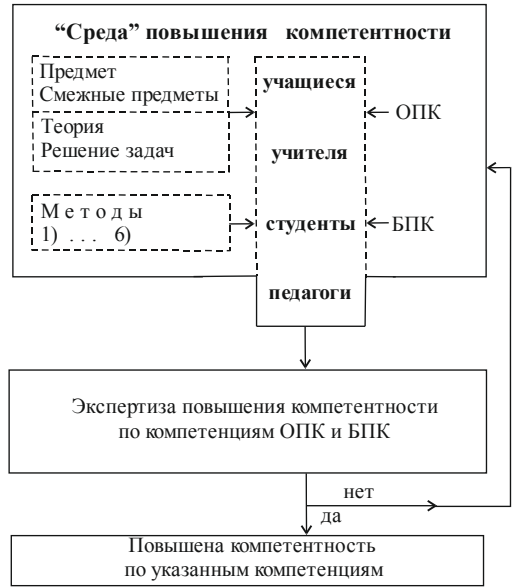 “Среда” повышения компетентности
Предмет
Смежные предметы
Теория
Решение задач
Методы
1) . . . 6)
учащиеся
учителя
студенты
педагоги
ОПК
БПК
Экспертиза повышения компетентности
по компетенциям ОПК и БПК
нет
да
Повышена компетентность
по указанным компетенциям